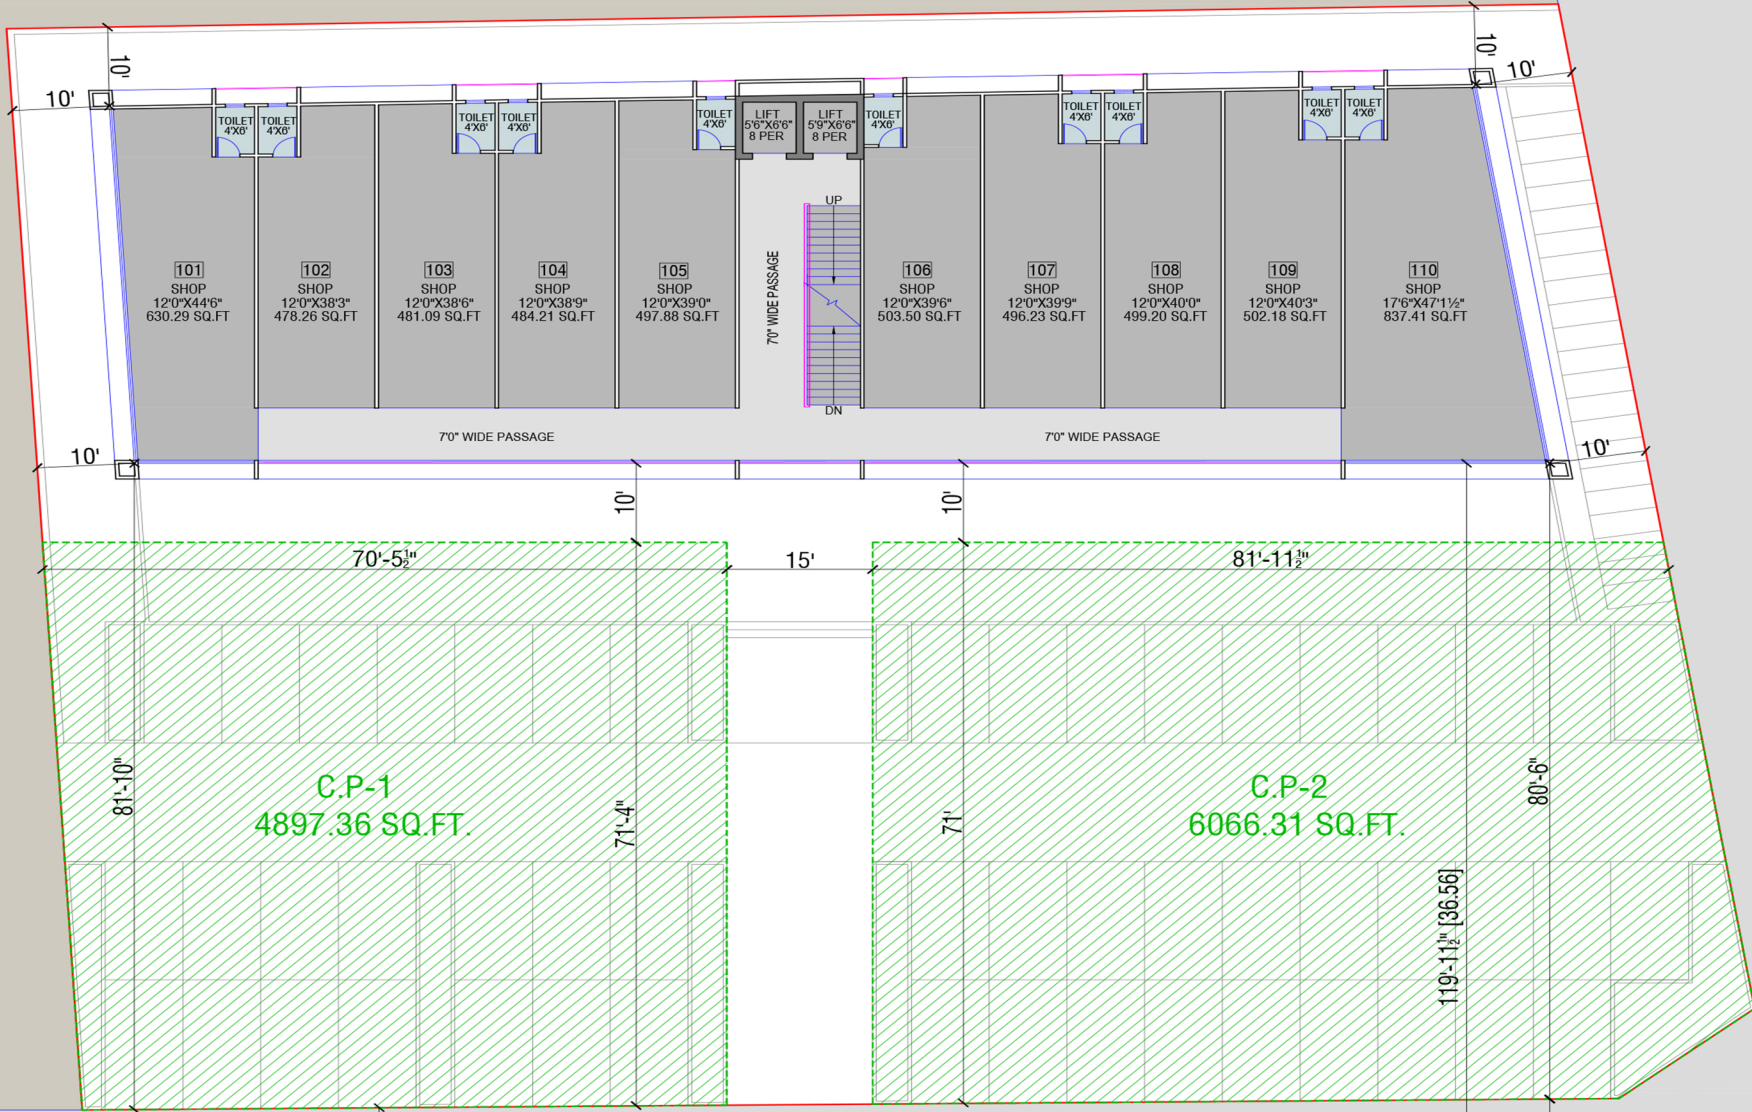 10'
10'
10'
10'
TOILET
4'X6'
TOILET
4'X6'
TOILET
4'X6'
TOILET
4'X6'
TOILET
4'X6'
LIFT
5'6"X6'6"
8 PER
LIFT
5'9"X6'6"
8 PER
TOILET
4'X6'
TOILET
4'X6'
TOILET
4'X6'
TOILET
4'X6'
TOILET
4'X6'
UP
7'0" WIDE PASSAGE
DN
101
SHOP
12'0"X44'6"
630.29 SQ.FT
102
SHOP
12'0"X38'3"
478.26 SQ.FT
103
SHOP
12'0"X38'6"
481.09 SQ.FT
104
SHOP
12'0"X38'9"
484.21 SQ.FT
105
SHOP
12'0"X39'0"
497.88 SQ.FT
106
SHOP
12'0"X39'6"
503.50 SQ.FT
107
SHOP
12'0"X39'9"
496.23 SQ.FT
108
SHOP
12'0"X40'0"
499.20 SQ.FT
109
SHOP
12'0"X40'3"
502.18 SQ.FT
110
SHOP
17'6"X47'1½"
837.41 SQ.FT
7'0" WIDE PASSAGE
7'0" WIDE PASSAGE
10'
10'
10'
10'
70'-5½"
15'
81'-11½"
C.P-1
4897.36 SQ.FT.
C.P-2
6066.31 SQ.FT.
81'-10"
71'-4"
71'
80'-6"
119'-11½" [36.56]